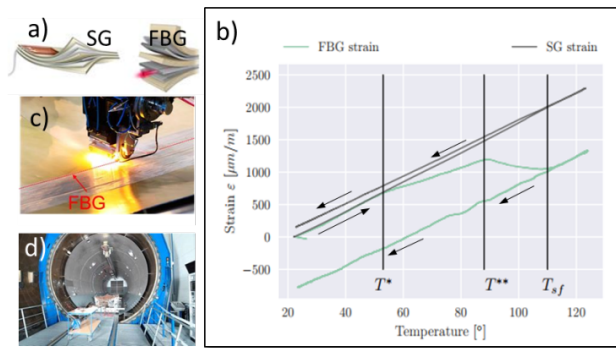 a)
SG
FBG
b)
FBG strain
SG strain
2500
2000
1500
1000
500
0
−500
Strain ε [μm/m]
T*
T**
T_sf
20
40
60
80
100
120
Temperature [°]
c)
FBG
d)